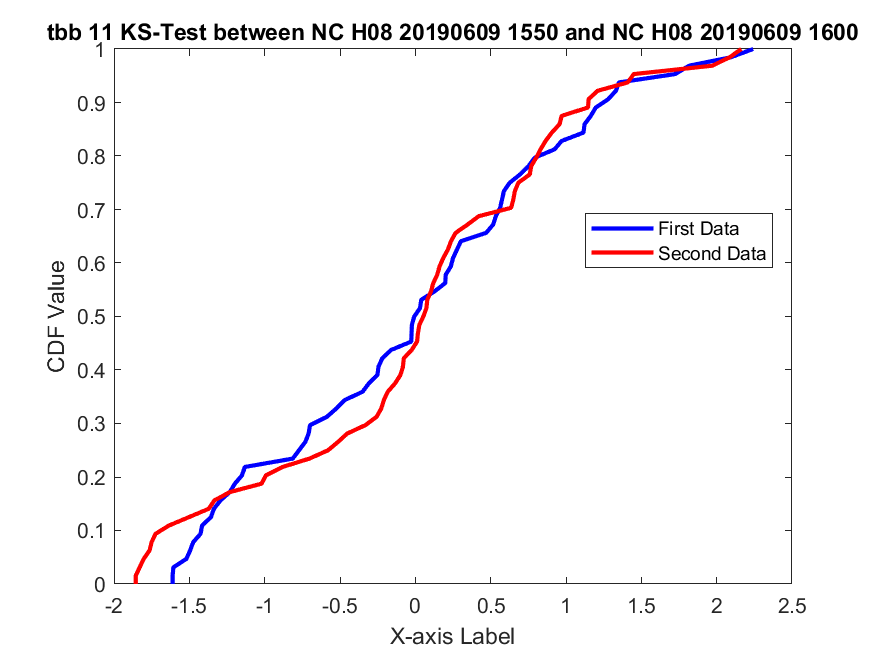 tbb 11 KS-Test between NC H08 20190609 1550 and NC H08 20190609 1600
1
0.9
0.8
0.7
0.6
0.5
0.4
0.3
0.2
0.1
0
CDF Value
First Data
Second Data
-2 -1.5 -1 -0.5 0 0.5 1 1.5 2 2.5
X-axis Label